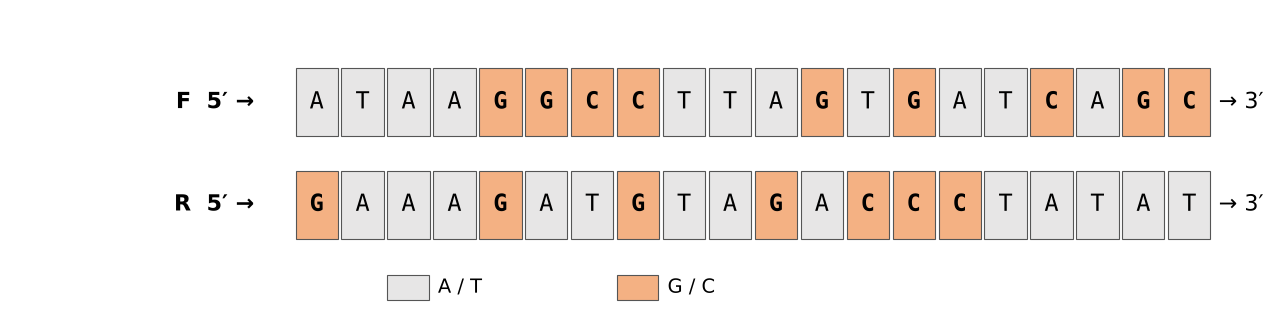 F 5′ → A T A A G G C C T T A G T G A T C A G C → 3′
R 5′ → G A A A G A T G T A G A C C C T A T A T → 3′
A / T G / C